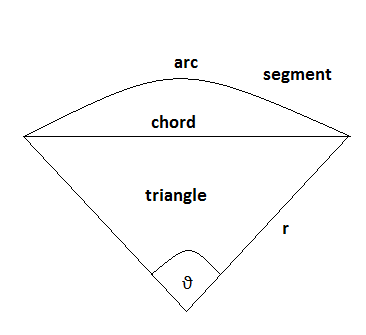 arc
segment
chord
triangle
r
ϑ